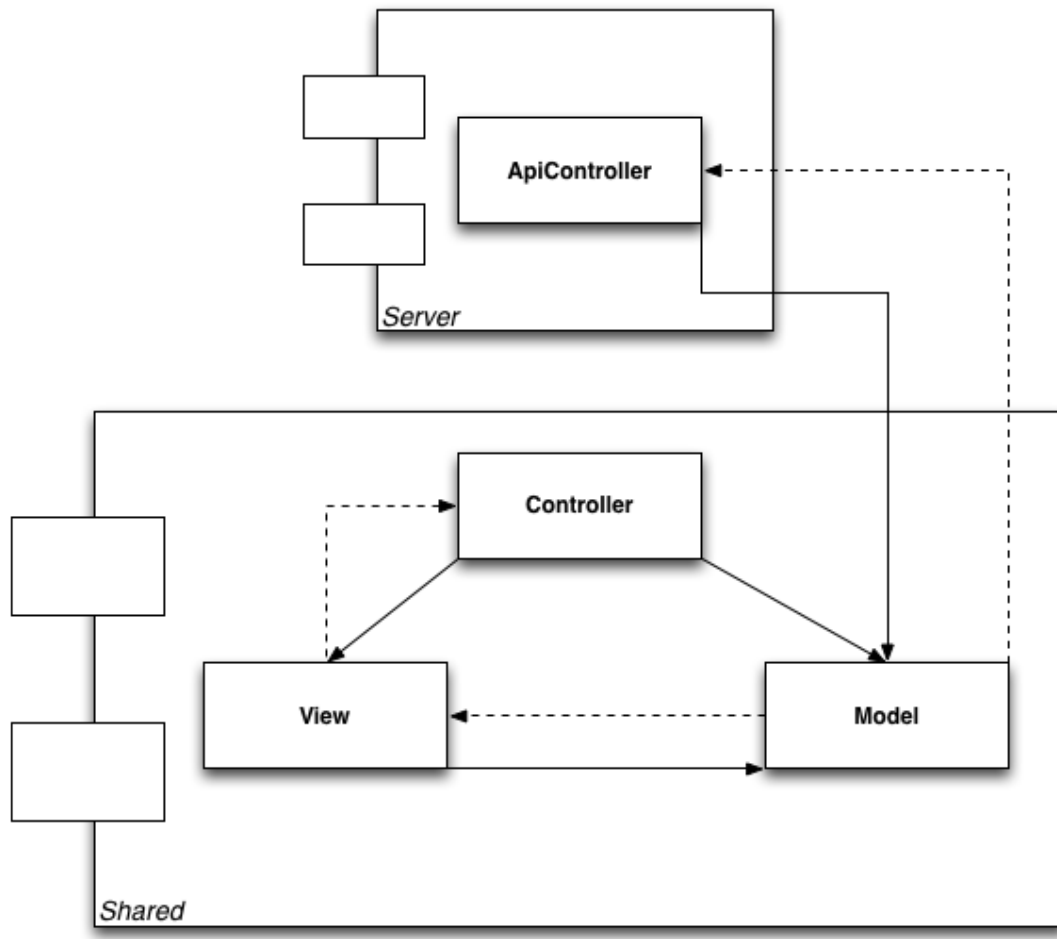 ApiController
Server
Controller
View
Model
Shared